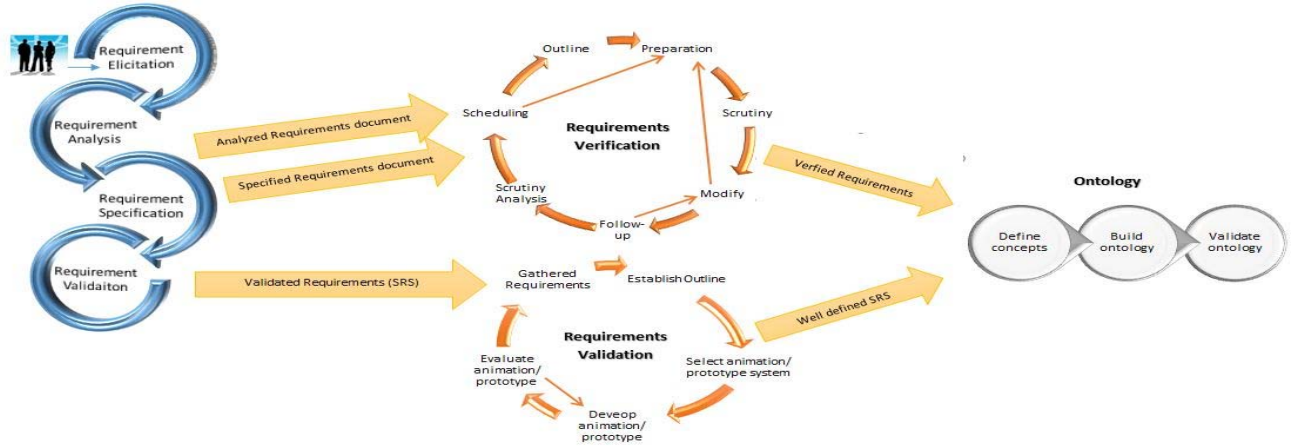 Requirement
Elicitation
Requirement
Analysis
Requirement
Specification
Requirement
Validaiton
Analyzed Requirements document
Specified Requirements document
Validated Requirements (SRS)
Outline
Preparation
Scheduling
Scrutiny
Requirements
Verification
Scrutiny
Analysis
Modify
Follow-
up
Gathered
Requirements
Establish Outline
Requirements
Validation
Evaluate
animation/
prototype
Select animation/
prototype system
Deveop
animation/
prototype
Verfied Requirements
Well defined SRS
Ontology
Define
concepts
Build
ontology
Validate
ontology